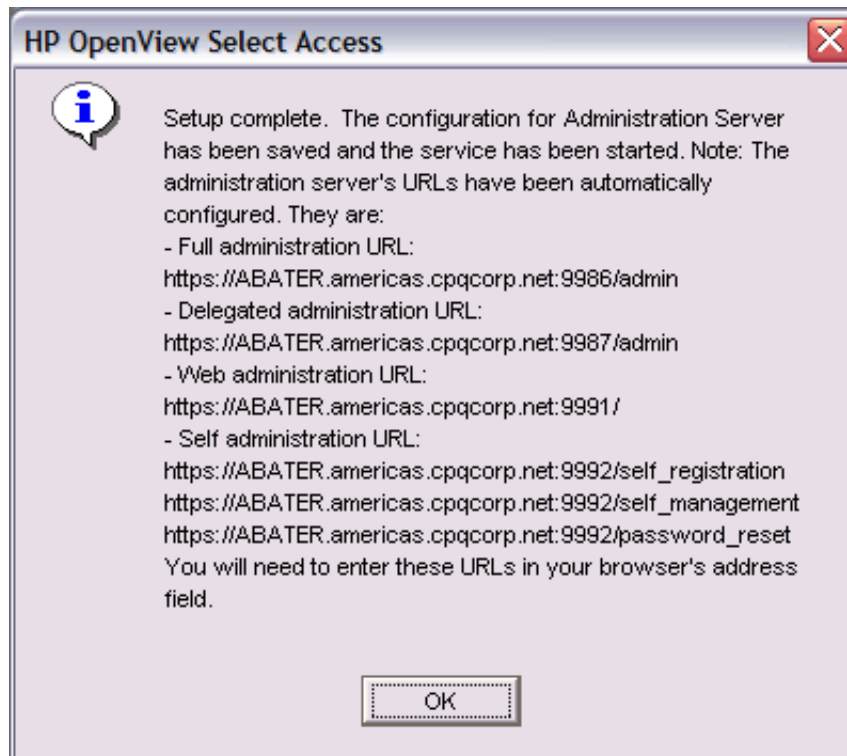 HP OpenView Select Access
Setup complete.  The configuration for Administration Server
has been saved and the service has been started. Note: The
administration server's URLs have been automatically
configured. They are:
- Full administration URL:
https://ABATER.americas.cpqcorp.net:9986/admin
- Delegated administration URL:
https://ABATER.americas.cpqcorp.net:9987/admin
- Web administration URL:
https://ABATER.americas.cpqcorp.net:9991/
- Self administration URL:
https://ABATER.americas.cpqcorp.net:9992/self_registration
https://ABATER.americas.cpqcorp.net:9992/self_management
https://ABATER.americas.cpqcorp.net:9992/password_reset
You will need to enter these URLs in your browser's address
field.
OK